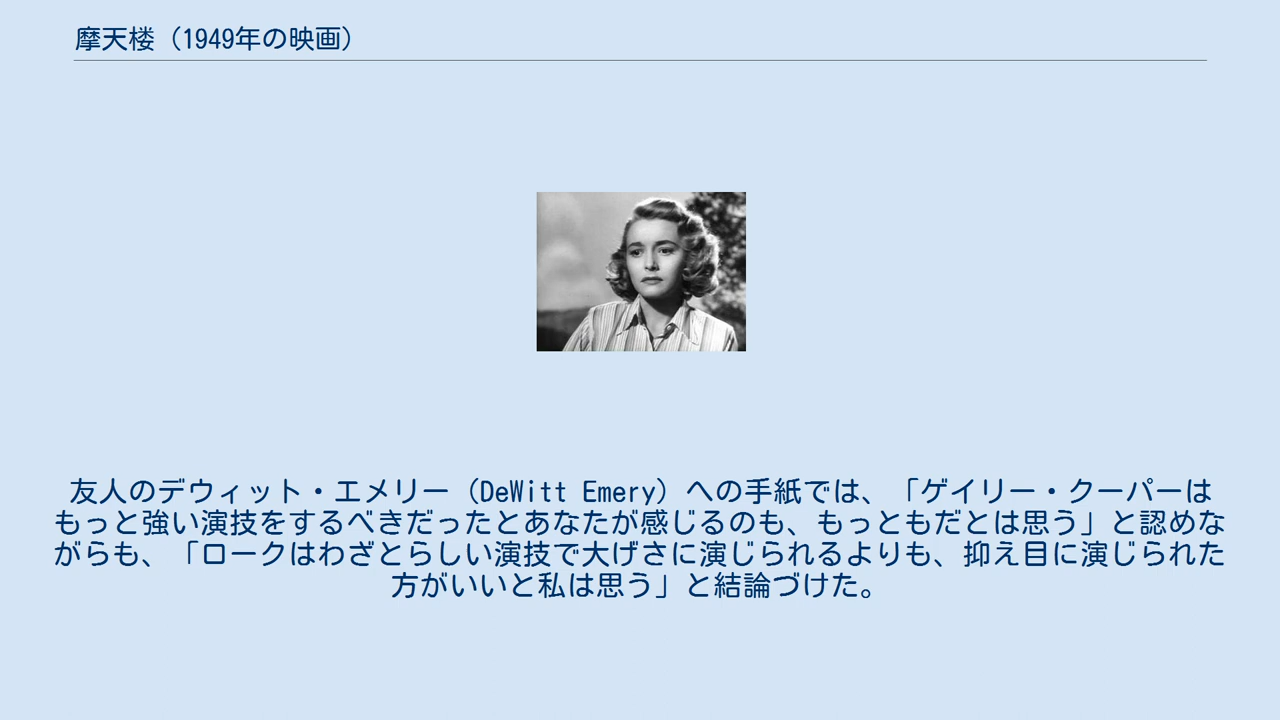 摩天楼（1949年の映画）
友人のデウィット・エメリー（DeWitt Emery）への手紙では、「ゲイリー・クーパーは
もっと強い演技をするべきだったとあなたが感じるのも、もっともだとは思う」と認めな
がらも、「ロークはわざとらしい演技で大げさに演じられるよりも、抑え目に演じられた
方がいいと私は思う」と結論づけた。